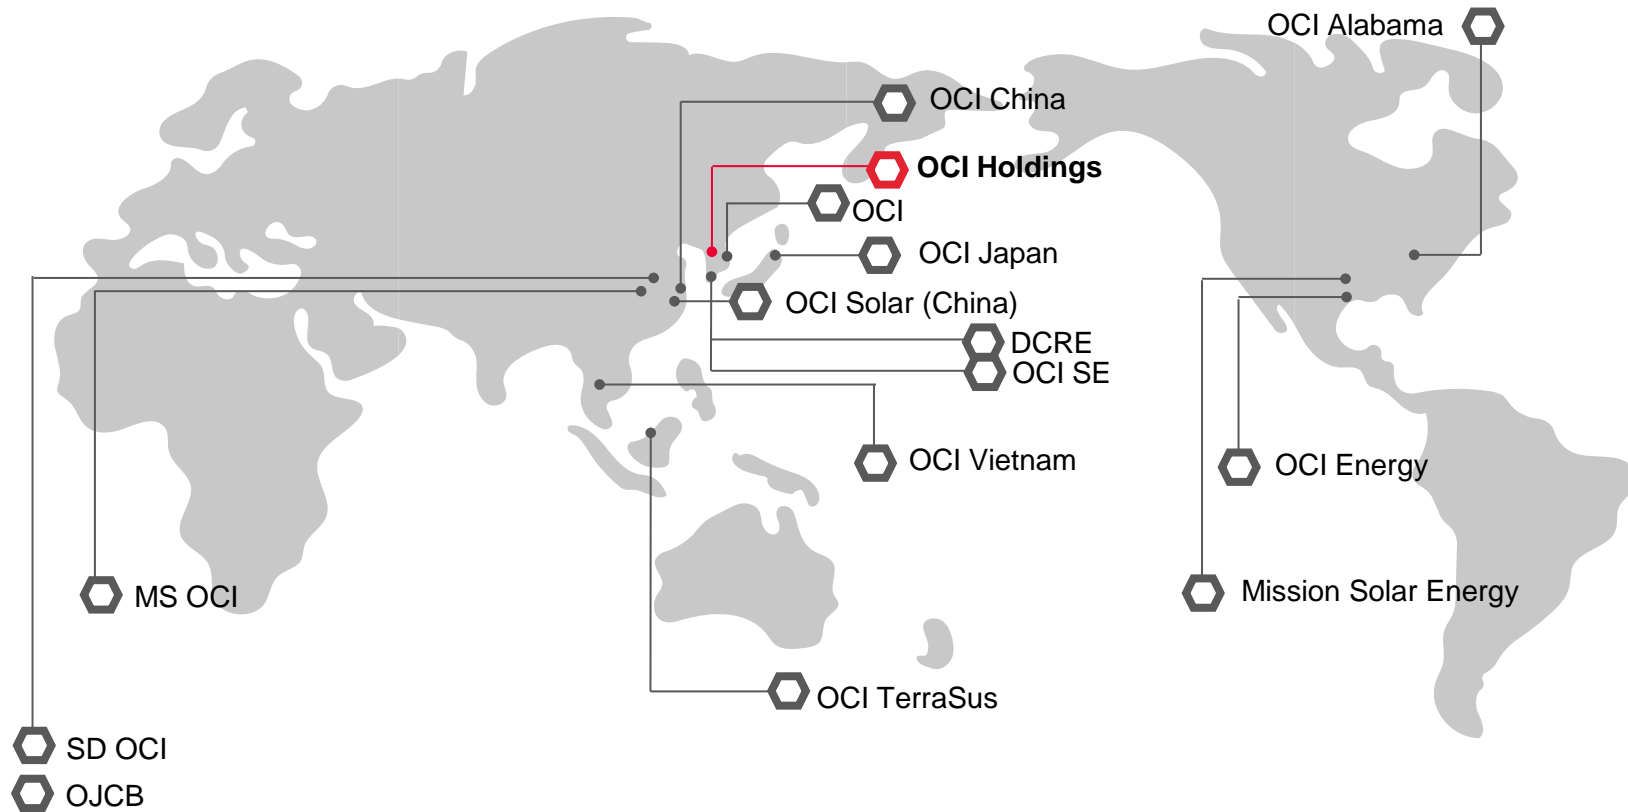 OCI Alabama
OCI China
OCI Holdings
OCI
OCI Japan
OCI Solar (China)
DCRE
OCI SE
OCI Vietnam
OCI Energy
Mission Solar Energy
MS OCI
OCI TerraSus
SD OCI
OJCB